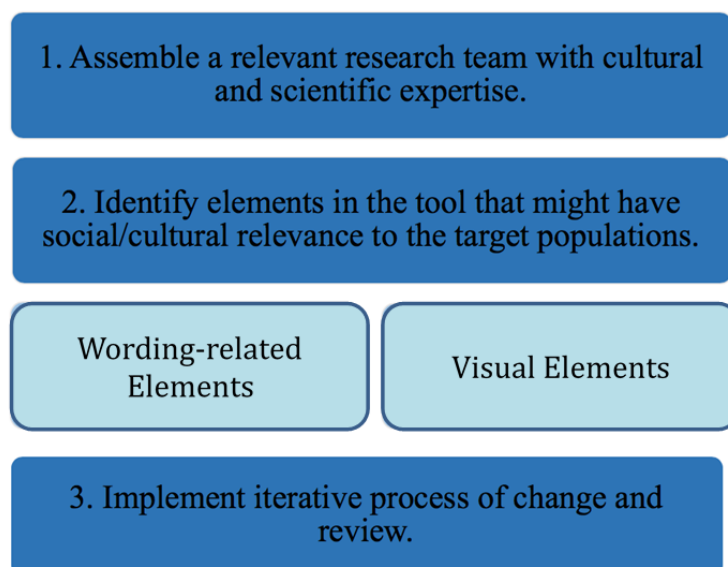 1. Assemble a relevant research team with cultural
and scientific expertise.
2. Identify elements in the tool that might have
social/cultural relevance to the target populations.
Wording-related
Elements
Visual Elements
3. Implement iterative process of change and
review.